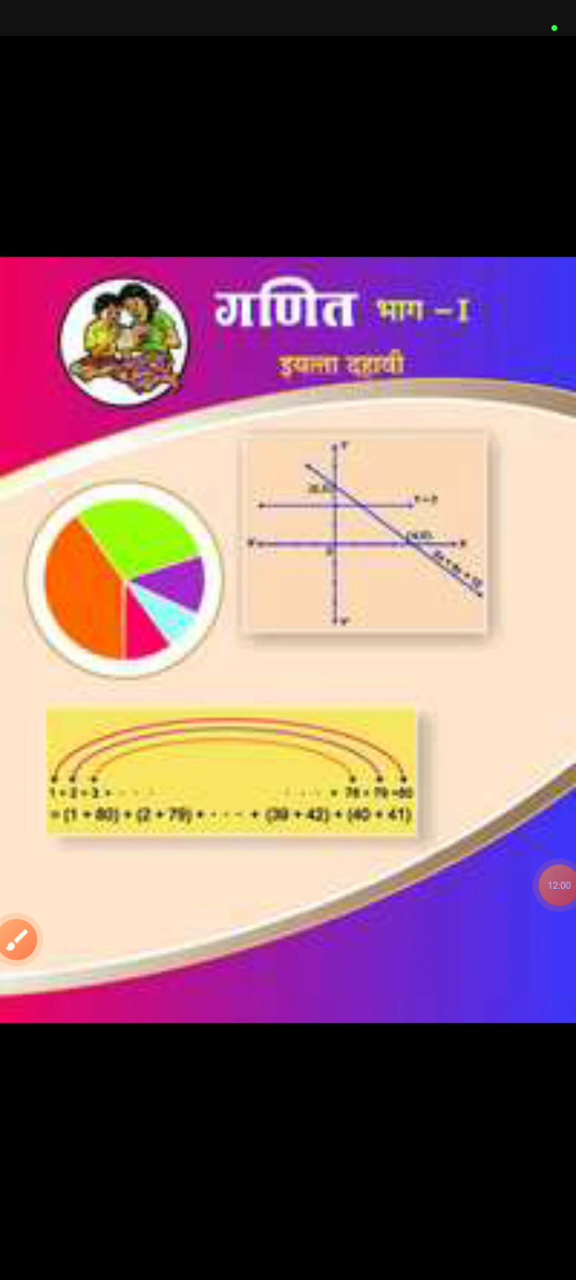 गणित भाग – I
इयत्ता दहावी
1 + 2 + 3 + · · · · · · · + 78 + 79 +80
= (1 + 80) + (2 + 79) + · · · · + (39 + 42) + (40 + 41)
12:00